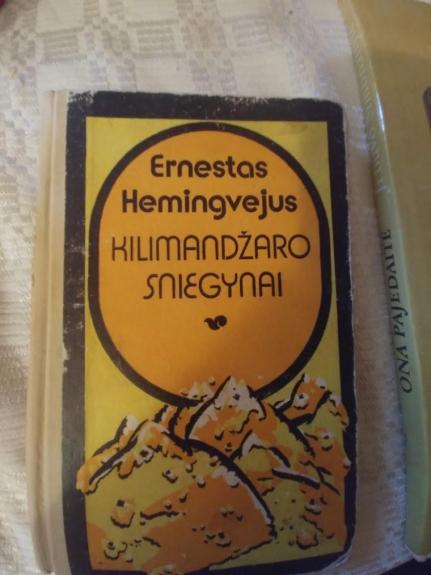 Ernestas
Hemingvejus
KILIMANDŽARO
SNIEGYNAI
ONA PAJEDAITĖ